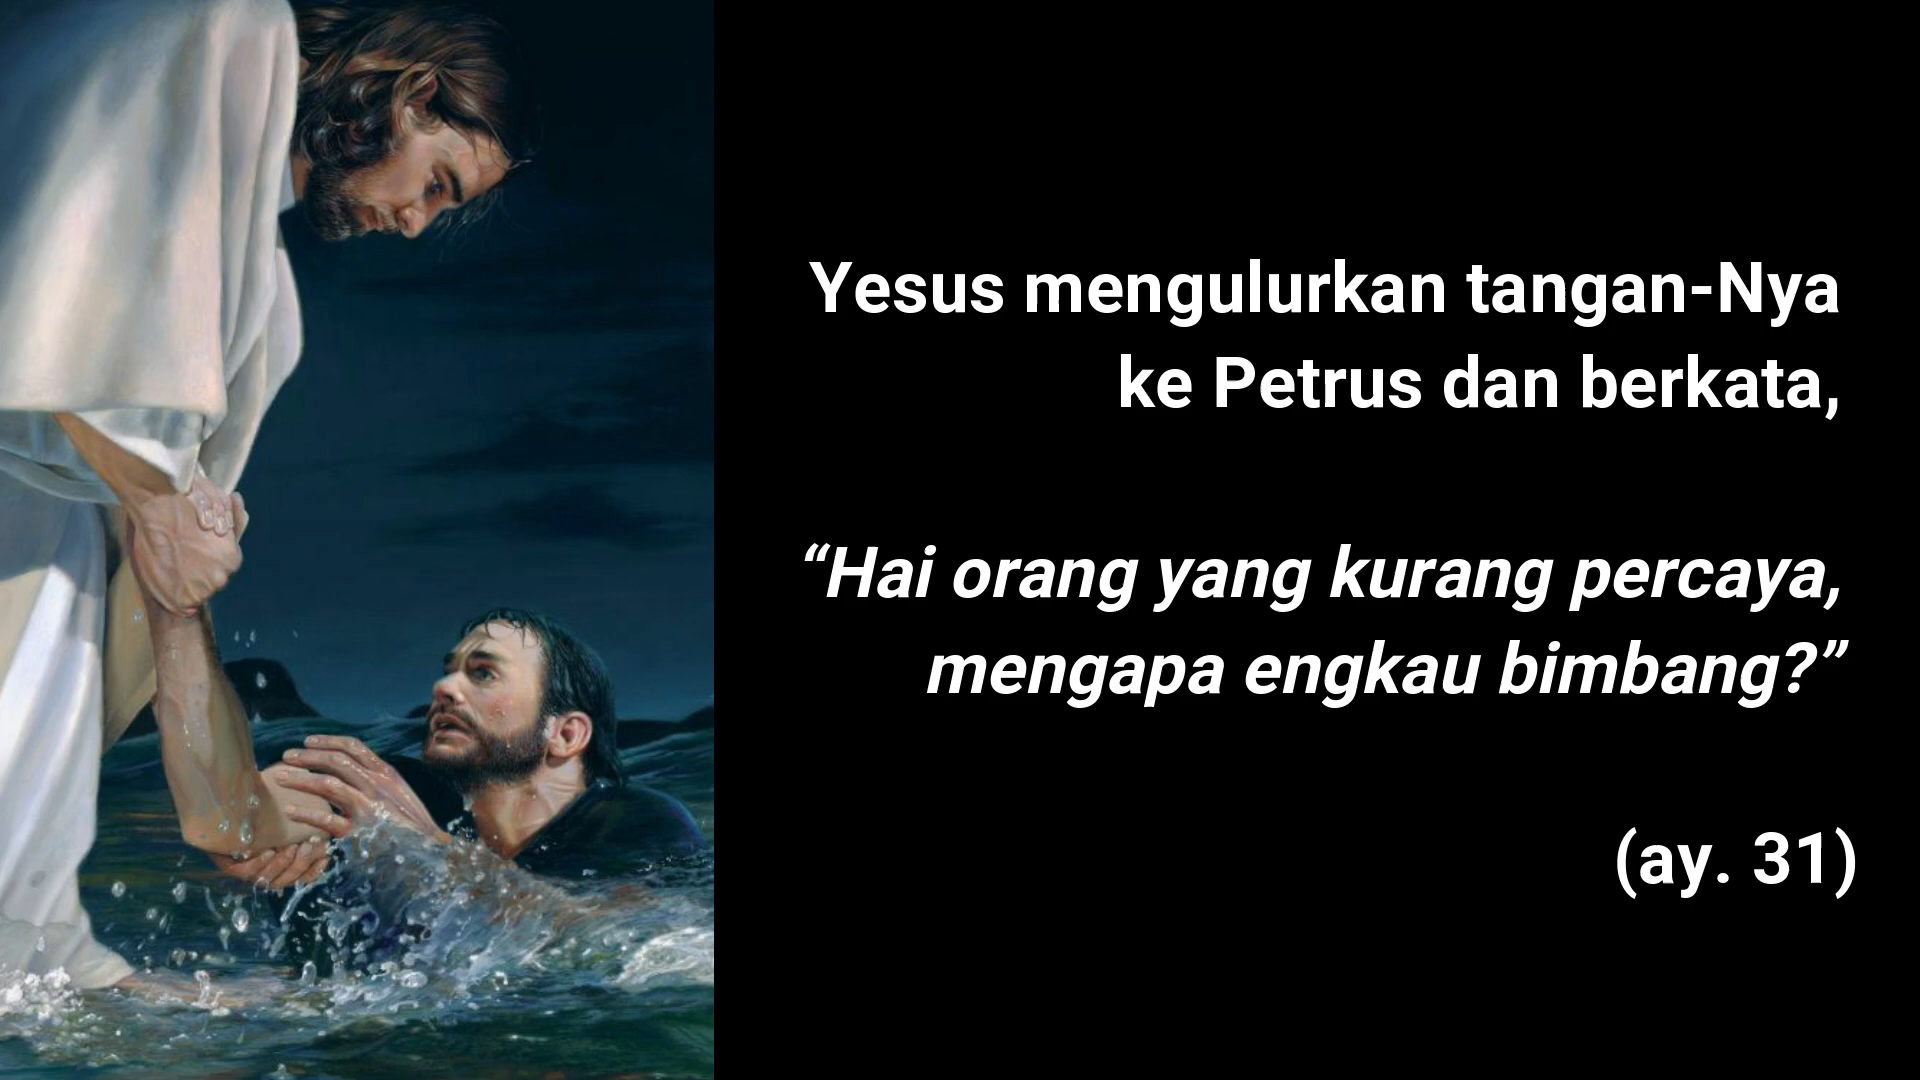 Yesus mengulurkan tangan-Nya
ke Petrus dan berkata,
“Hai orang yang kurang percaya,
mengapa engkau bimbang?”
(ay. 31)